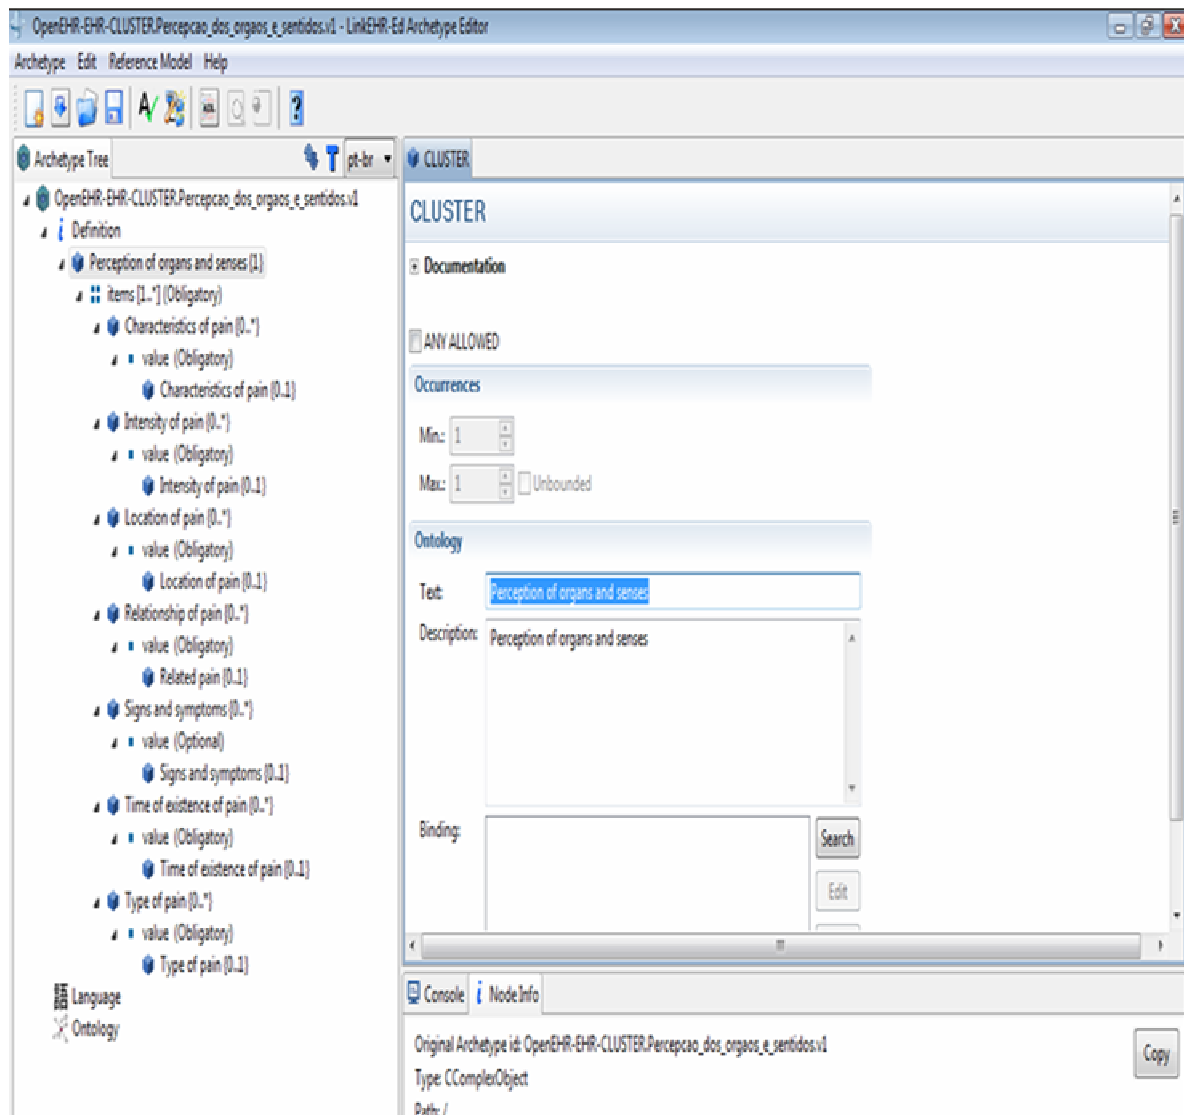 OpenEHR-EHR-CLUSTER.Percepcao_dos_orgaos_e_sentidos.v1 - LinkEHR-Ed Archetype Editor
Archetype Edit Reference Model Help
ADL
Archetype Tree
pt-br
OpenEHR-EHR-CLUSTER.Percepcao_dos_orgaos_e_sentidos.v1
Definition
Perception of organs and senses {1}
items [1..*] (Obligatory)
Characteristics of pain {0..*}
value (Obligatory)
Characteristics of pain {0..1}
Intensity of pain {0..*}
value (Obligatory)
Intensity of pain {0..1}
Location of pain {0..*}
value (Obligatory)
Location of pain {0..1}
Relationship of pain {0..*}
value (Obligatory)
Related pain {0..1}
Signs and symptoms {0..*}
value (Optional)
Signs and symptoms {0..1}
Time of existence of pain {0..*}
value (Obligatory)
Time of existence of pain {0..1}
Type of pain {0..*}
value (Obligatory)
Type of pain {0..1}
Language
Ontology
CLUSTER
CLUSTER
Documentation
ANY ALLOWED
Occurrences
Min.: 1
Max.: 1 Unbounded
Ontology
Text: Perception of organs and senses
Description: Perception of organs and senses
Binding:
Search
Edit
Console Node Info
Original Archetype id: OpenEHR-EHR-CLUSTER.Percepcao_dos_orgaos_e_sentidos.v1
Copy
Type: CComplexObject
Path: /